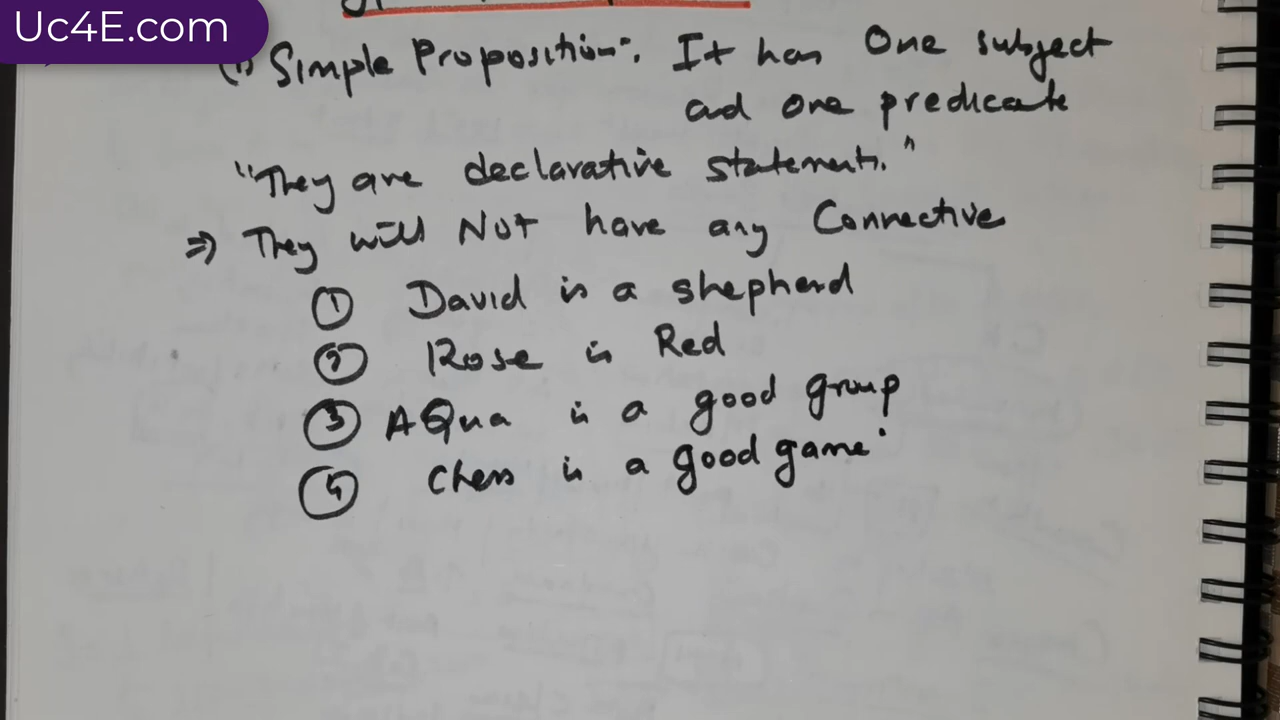 Uc4E.com
(1) Simple Proposition:. It has One subject
and one predicate
"They are declarative statements."
⇒ They will NOT have any Connective
① David is a shepherd
② Rose is Red
③ AQua is a good group
④ Chess is a good game.